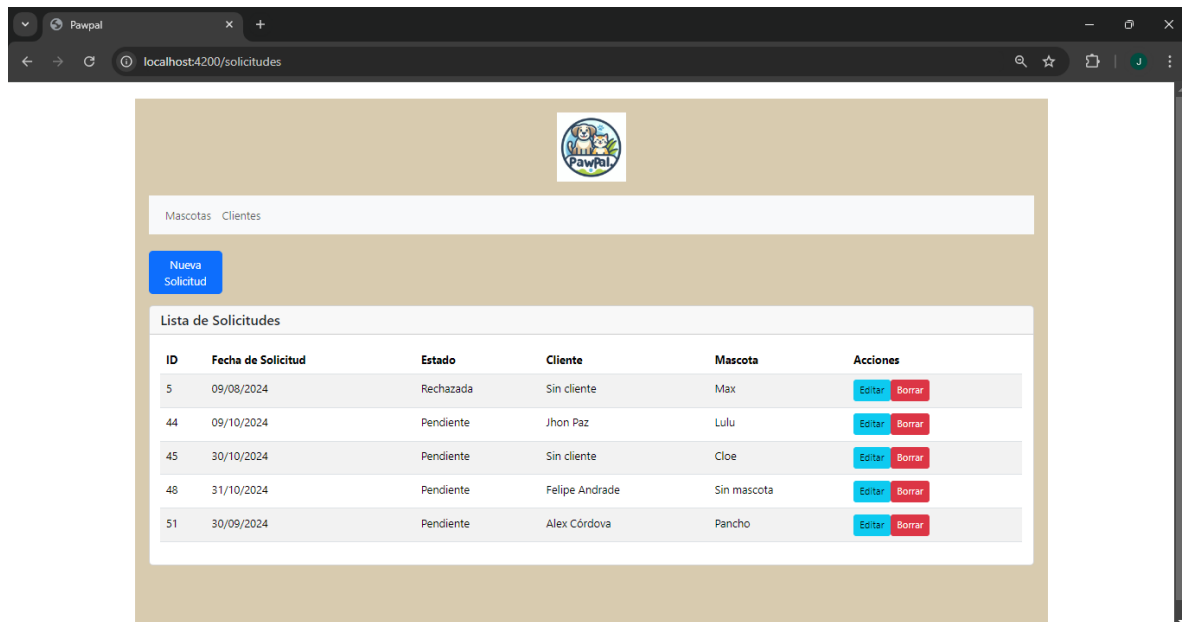 Pawpal
localhost:4200/solicitudes
J
PawPal
Mascotas Clientes
Nueva
Solicitud
Lista de Solicitudes
ID Fecha de Solicitud Estado Cliente Mascota Acciones
5 09/08/2024 Rechazada Sin cliente Max Editar Borrar
44 09/10/2024 Pendiente Jhon Paz Lulu Editar Borrar
45 30/10/2024 Pendiente Sin cliente Cloe Editar Borrar
48 31/10/2024 Pendiente Felipe Andrade Sin mascota Editar Borrar
51 30/09/2024 Pendiente Alex Córdova Pancho Editar Borrar